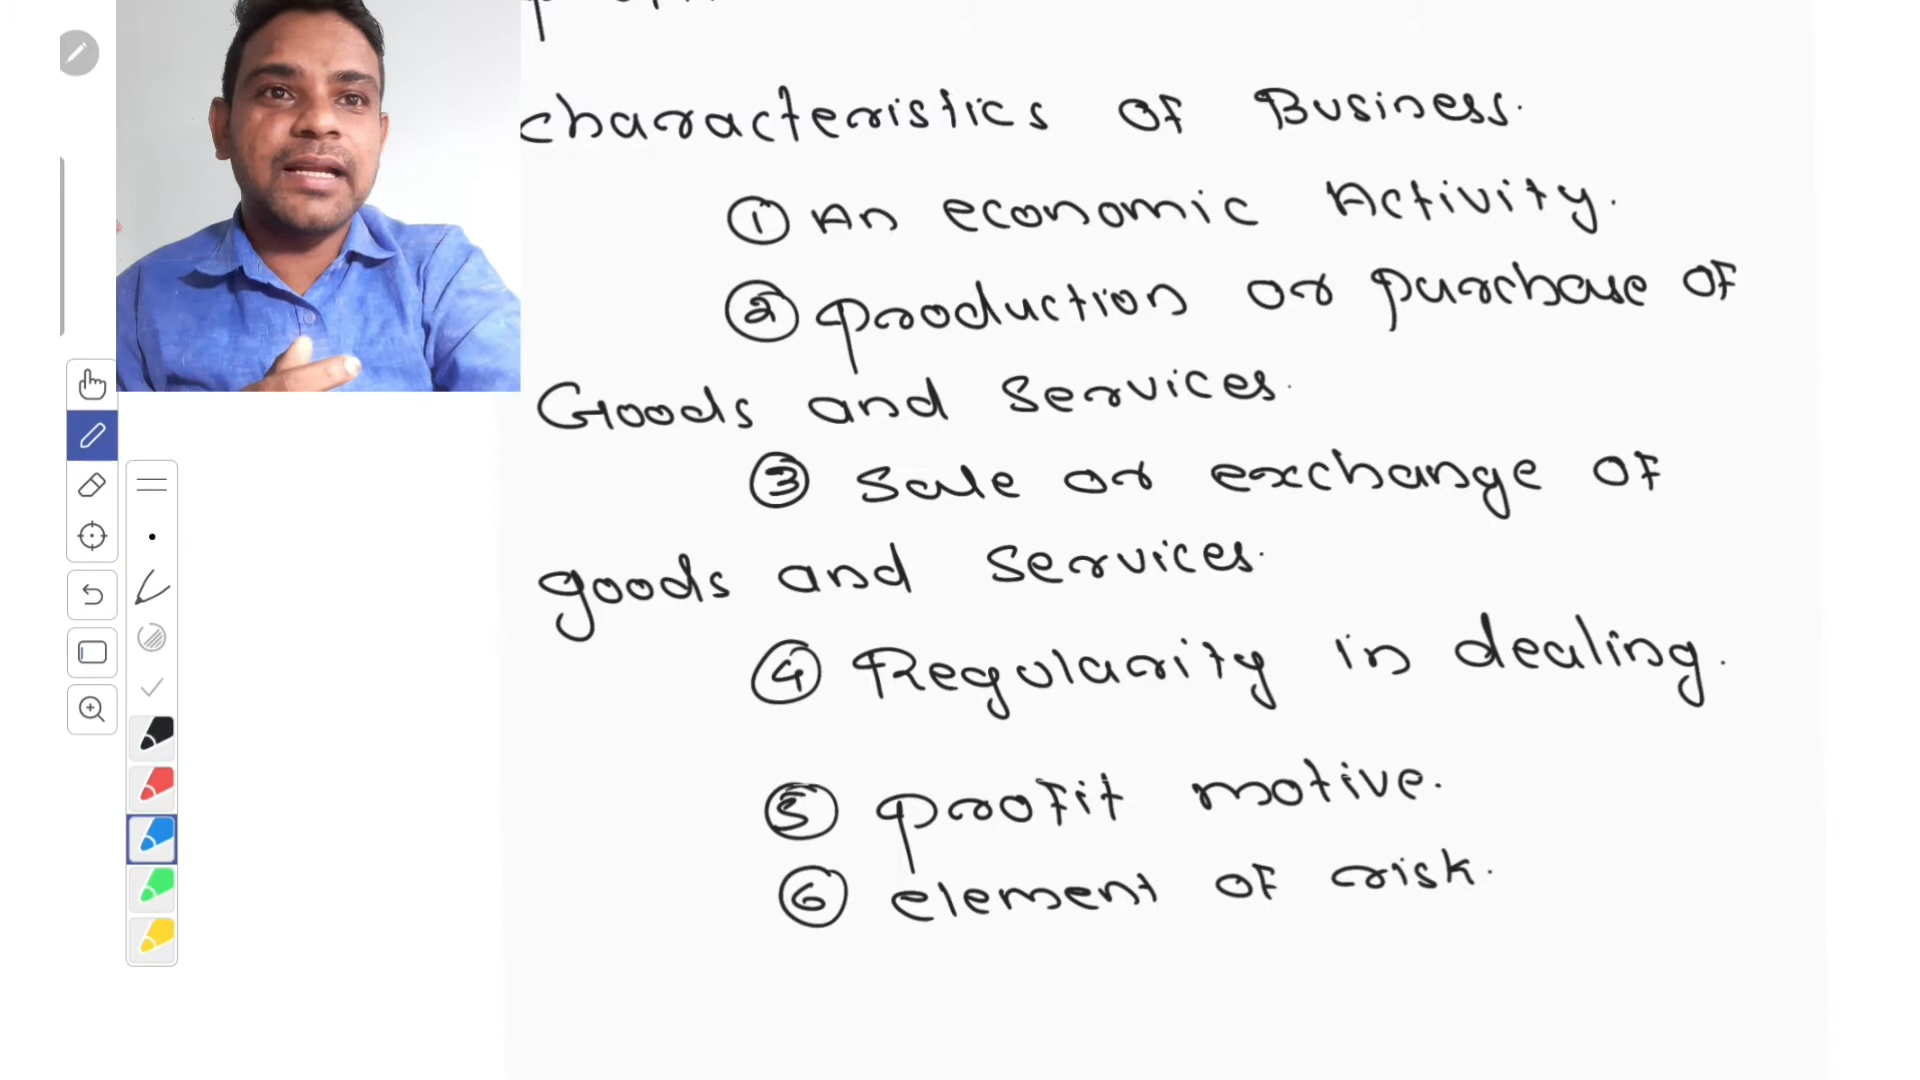 characteristics of Business.
① An economic Activity.
② production or purchase of
Goods and Services.
③ Sale or exchange of
goods and services.
④ Regularity in dealing.
⑤ profit motive.
⑥ element of risk.